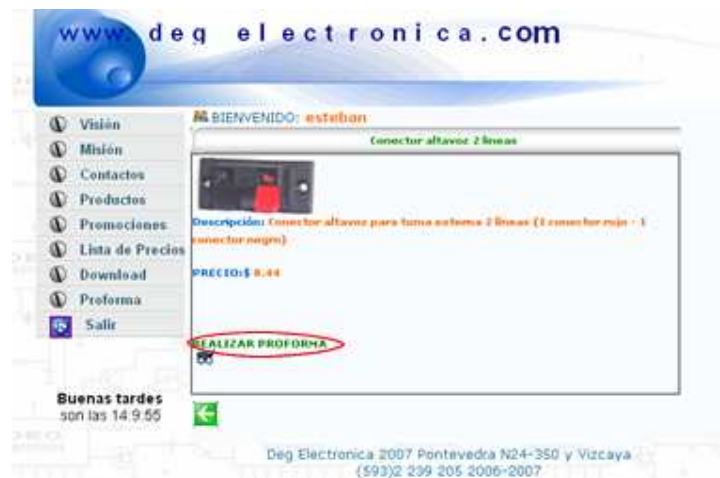 www. deg electronica.com
BIENVENIDO: esteban
Visión
Misión
Contactos
Productos
Promociones
Lista de Precios
Download
Proforma
Salir
Conector altavoz 2 lineas
Descripción: Conector altavoz para toma externa 2 lineas (1 conector rojo - 1
conector negro)
PRECIO:$ 0.44
REALIZAR PROFORMA
Buenas tardes
son las 14:9:55
Deg Electronica 2007 Pontevedra N24-350 y Vizcaya
(593)2 239 205 2006-2007